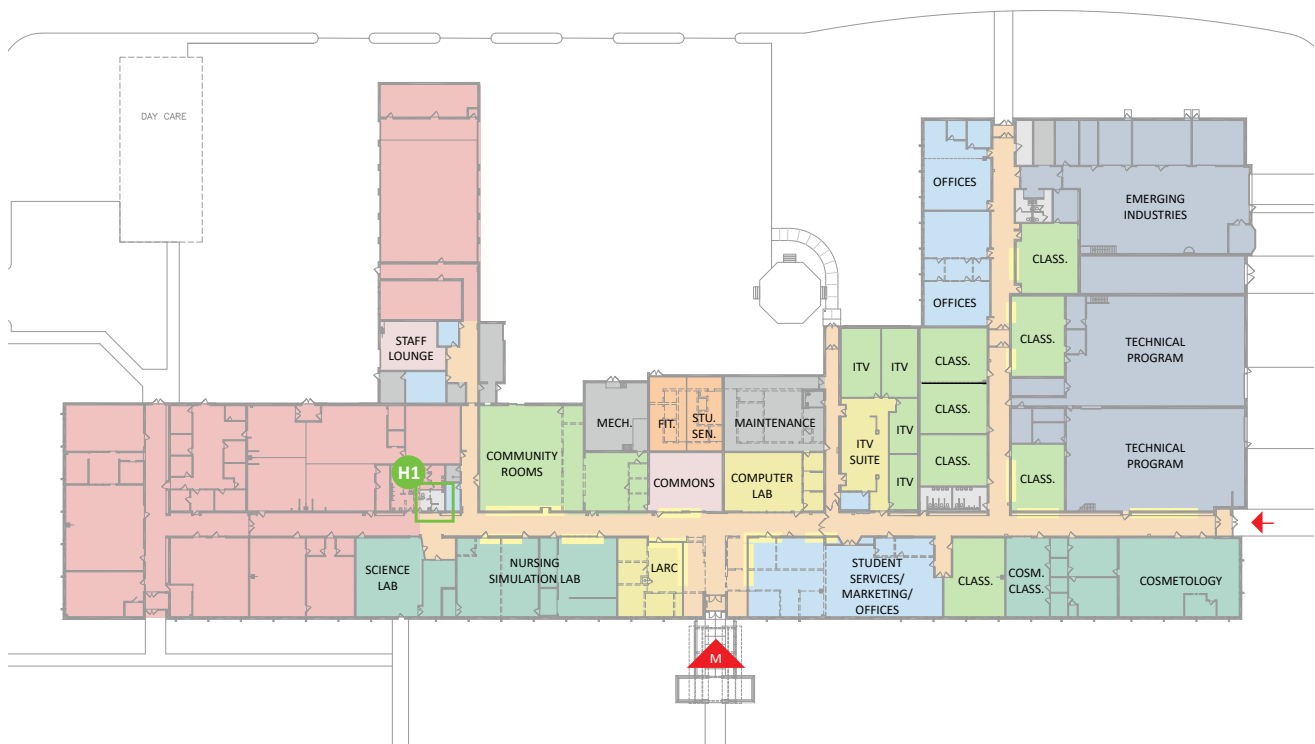 DAY CARE
OFFICES
EMERGING
INDUSTRIES
CLASS.
OFFICES
STAFF
LOUNGE
ITV
ITV
CLASS.
CLASS.
TECHNICAL
PROGRAM
MECH.
FIT.
STU.
SEN.
MAINTENANCE
CLASS.
ITV
COMMUNITY
ROOMS
ITV
SUITE
TECHNICAL
PROGRAM
H1
COMMONS
COMPUTER
LAB
ITV
CLASS.
CLASS.
SCIENCE
LAB
NURSING
SIMULATION LAB
LARC
STUDENT
SERVICES/
MARKETING/
OFFICES
CLASS.
COSM.
CLASS.
COSMETOLOGY
M